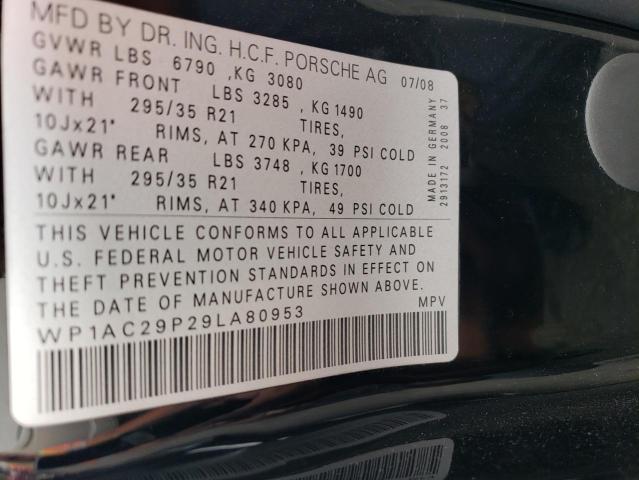 MFD BY DR. ING. H.C.F. PORSCHE AG 07/08
GVWR LBS 6790 ,KG 3080
GAWR FRONT LBS 3285 , KG 1490
WITH 295/35 R21 TIRES,
10Jx21" RIMS, AT 270 KPA, 39 PSI COLD
GAWR REAR LBS 3748 , KG 1700
WITH 295/35 R21 TIRES,
10Jx21" RIMS, AT 340 KPA, 49 PSI COLD
THIS VEHICLE CONFORMS TO ALL APPLICABLE
U.S. FEDERAL MOTOR VEHICLE SAFETY AND
THEFT PREVENTION STANDARDS IN EFFECT ON
THE DATE OF MANUFACTURE SHOWN ABOVE.
WP1AC29P29LA80953 MPV
MADE IN GERMANY
2913172 2008 37